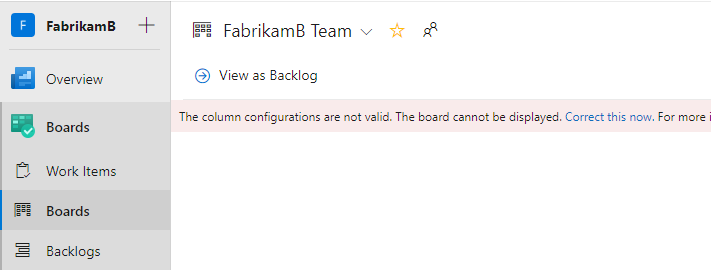 F FabrikamB
FabrikamB Team
Overview
View as Backlog
Boards
The column configurations are not valid. The board cannot be displayed. Correct this now. For more i
Work Items
Boards
Backlogs